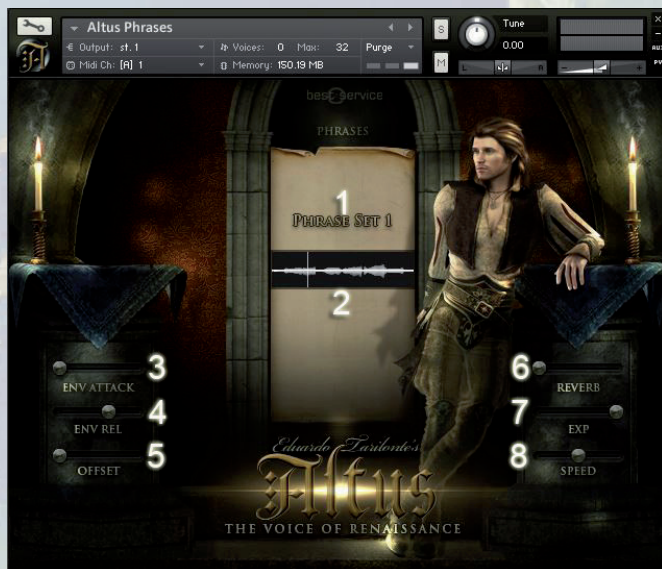 Altus Phrases
Output: st. 1 Voices: 0 Max: 32 Purge
Midi Ch: [A] 1 Memory: 150.19 MB
S
M
Tune
0.00
L R
- +
×
-
AUX
PV
best service
PHRASES
1
PHRASE SET 1
2
3
ENV ATTACK
4
ENV REL
5
OFFSET
6
REVERB
7
EXP
8
SPEED
Eduardo Tarilonte's
Altus
THE VOICE OF RENAISSANCE